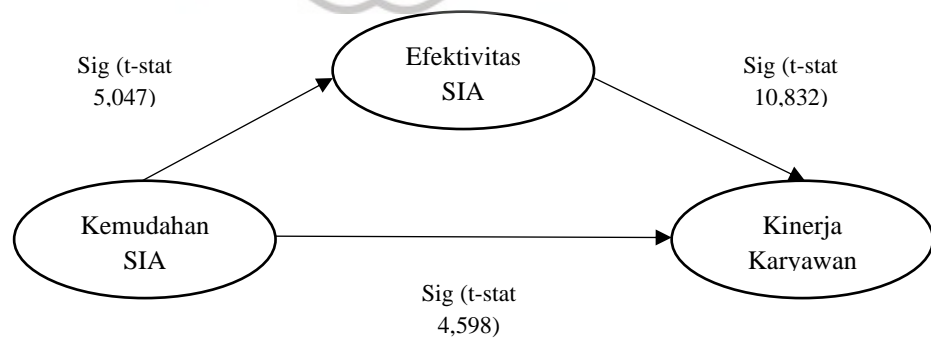 Efektivitas
SIA
Sig (t-stat
5,047)
Sig (t-stat
10,832)
Kemudahan
SIA
Kinerja
Karyawan
Sig (t-stat
4,598)